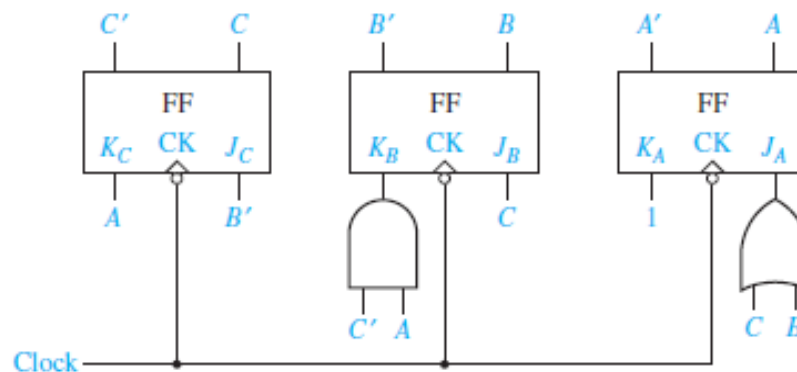 C′ C B′ B A′ A
FF FF FF
K_C CK J_C K_B CK J_B K_A CK J_A
A B′ C 1
C′ A C
Clock